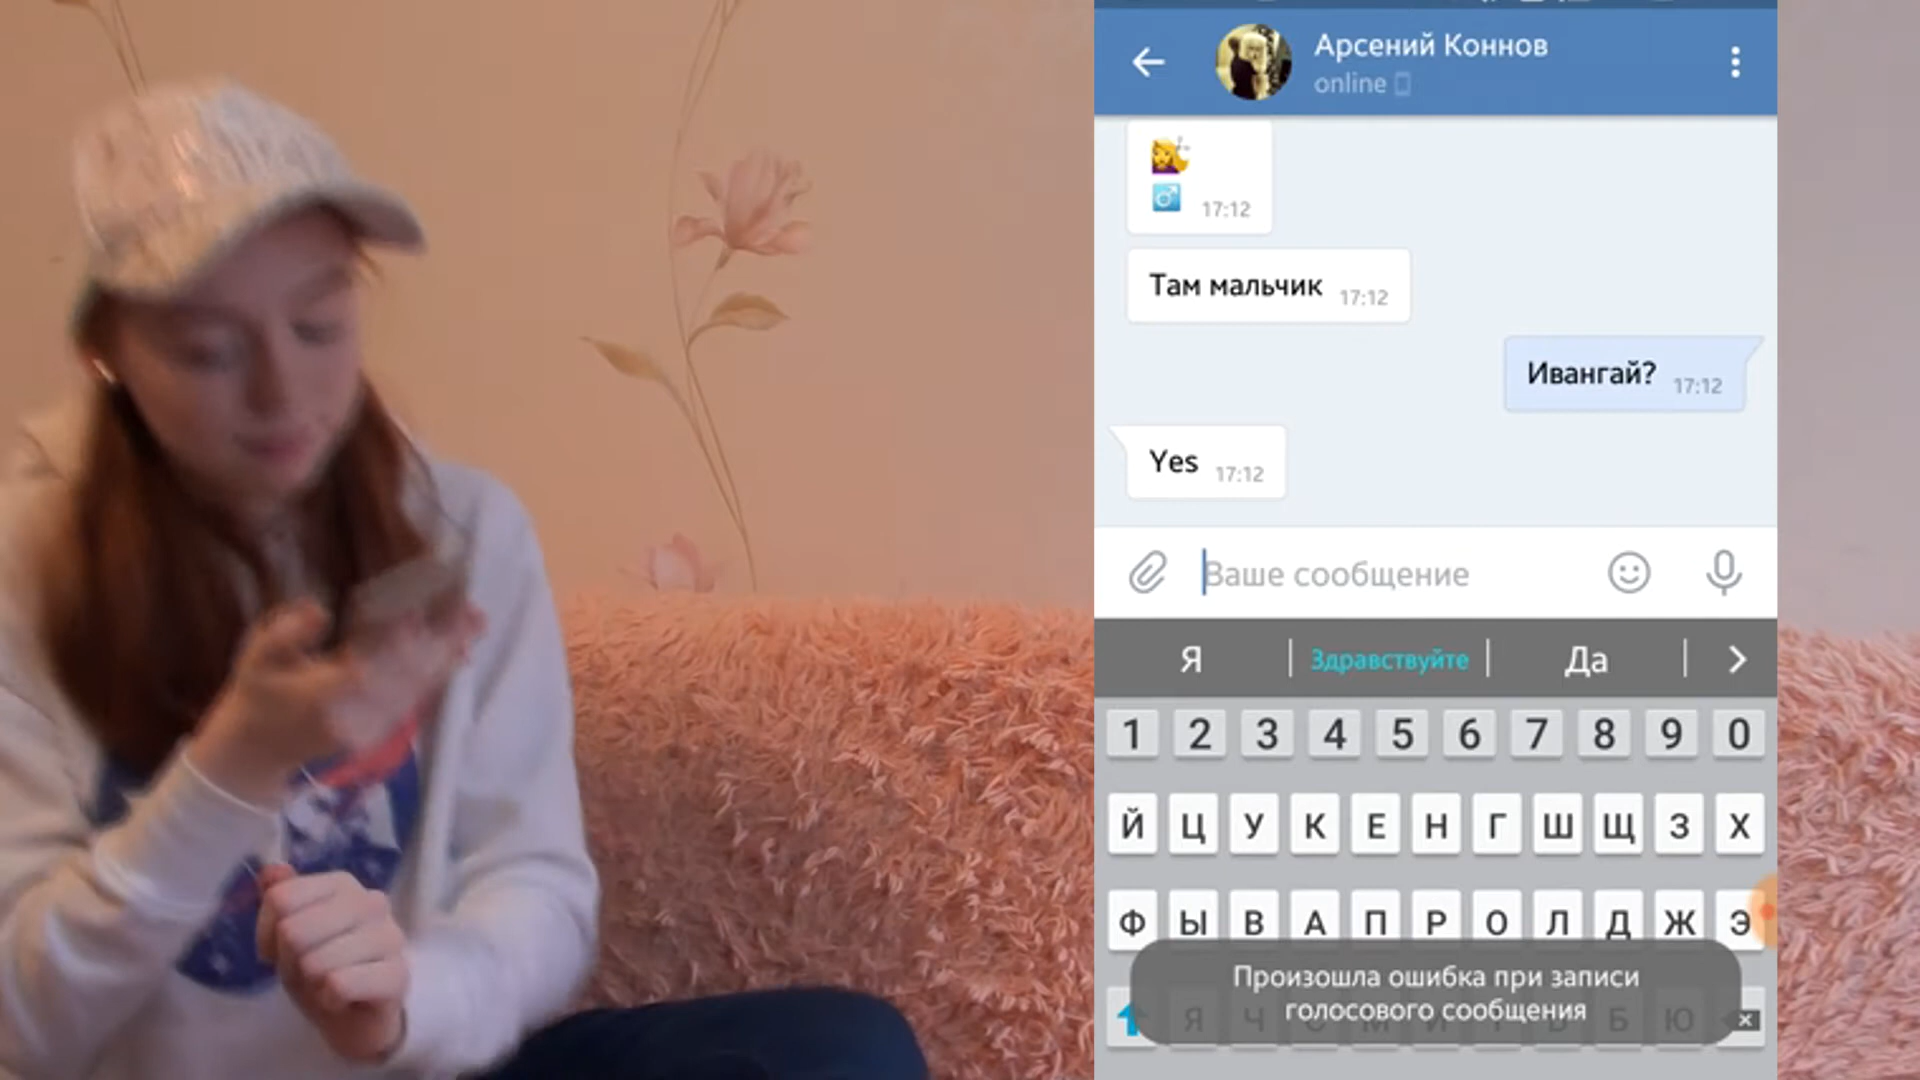 Арсений Коннов
online
17:12
Там мальчик 17:12
Ивангай? 17:12
Yes 17:12
Ваше сообщение
Я Здравствуйте Да
1 2 3 4 5 6 7 8 9 0
Й Ц У К Е Н Г Ш Щ З Х
Ф Ы В А П Р О Л Д Ж Э
Произошла ошибка при записи
голосового сообщения
Я Ч С М И Т Ь Б Ю